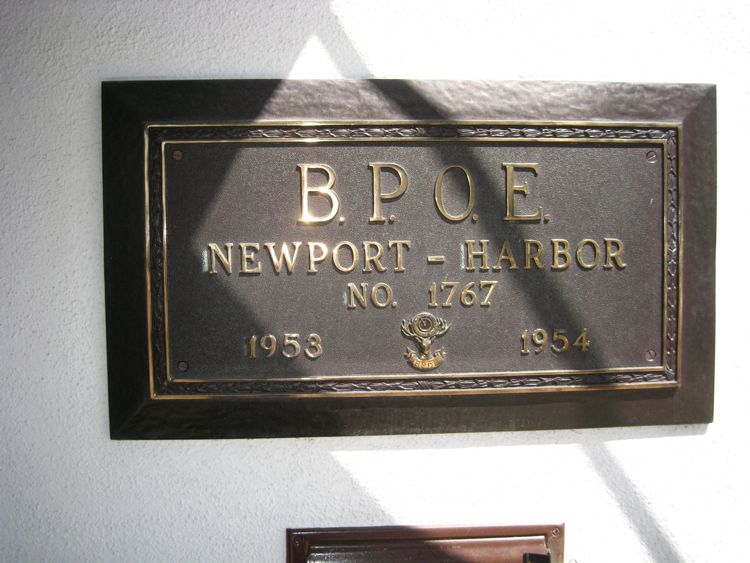 B.P.O.E.
NEWPORT - HARBOR
NO. 1767
1953 1954